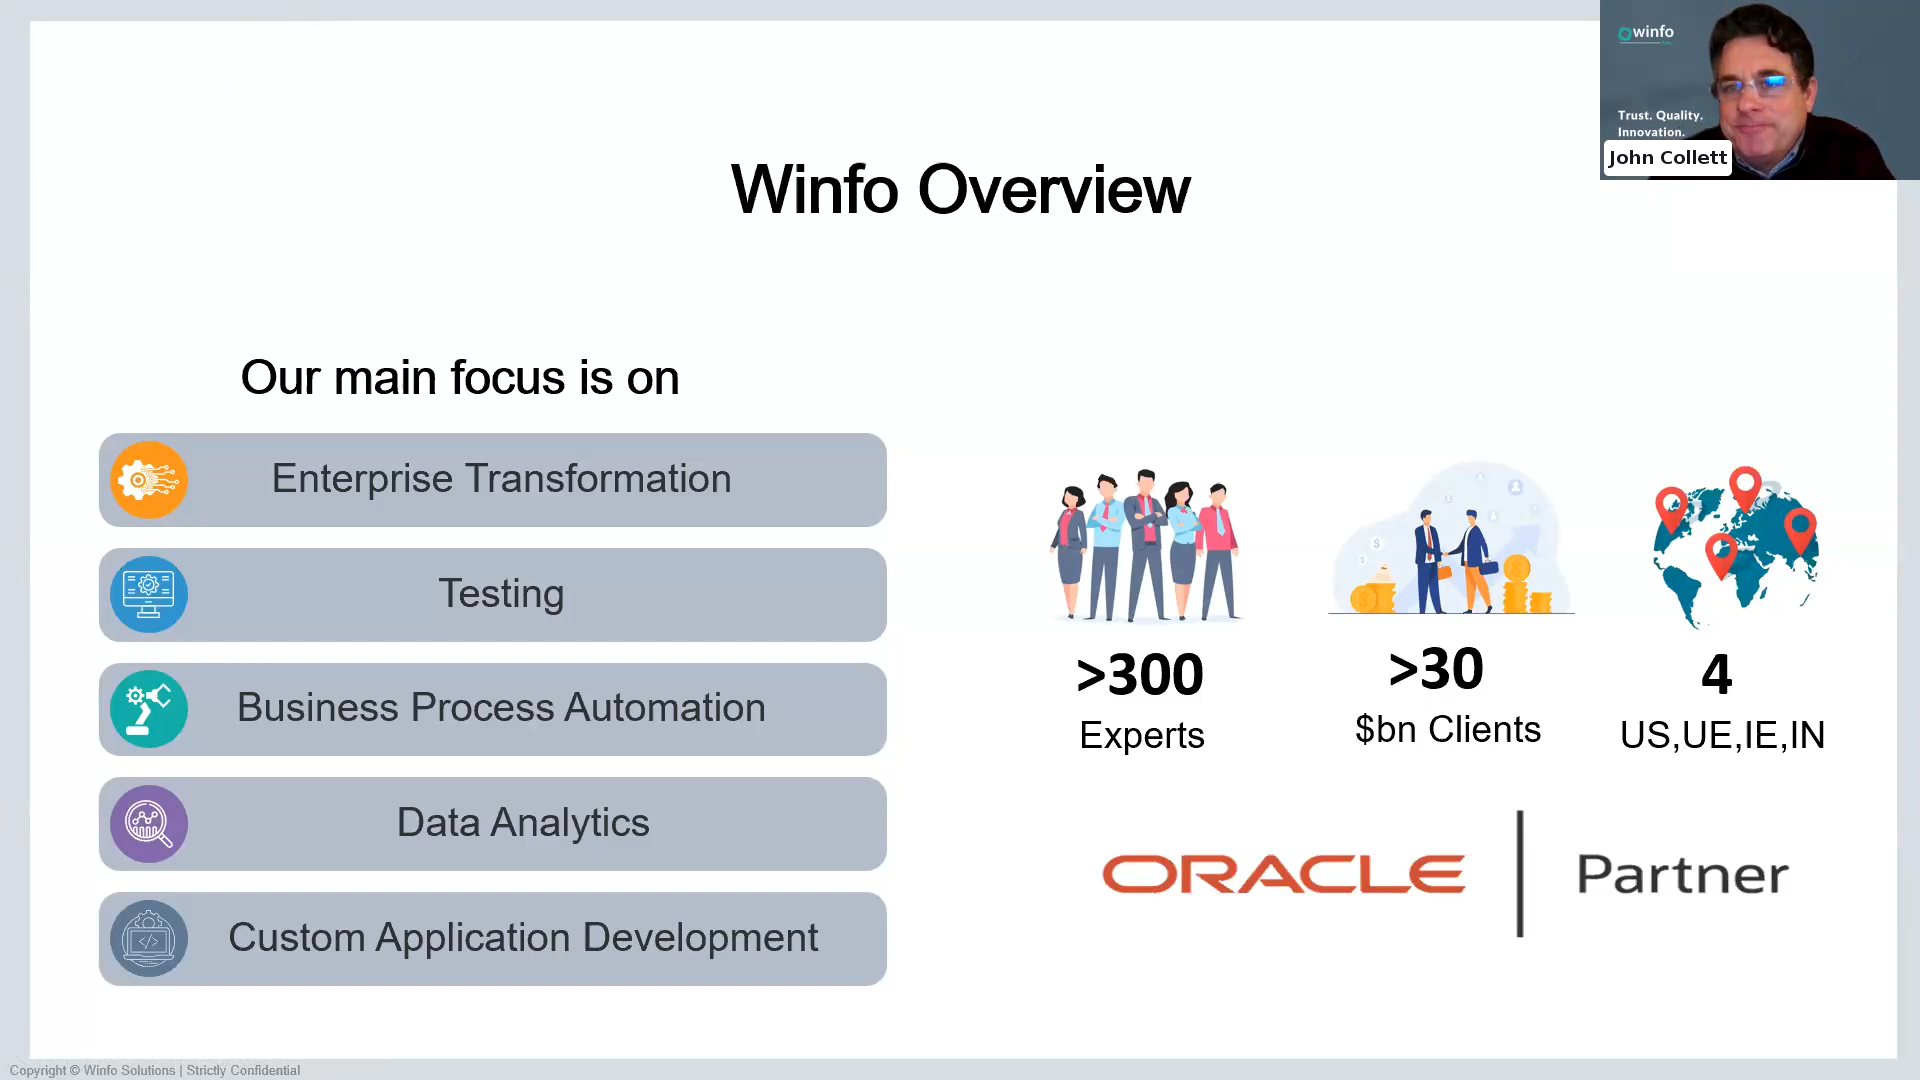 winfo
Trust. Quality.
Innovation.
John Collett
Winfo Overview
Our main focus is on
Enterprise Transformation
Testing
Business Process Automation
Data Analytics
Custom Application Development
>300
Experts
>30
$bn Clients
4
US,UE,IE,IN
ORACLE | Partner
Copyright © Winfo Solutions | Strictly Confidential